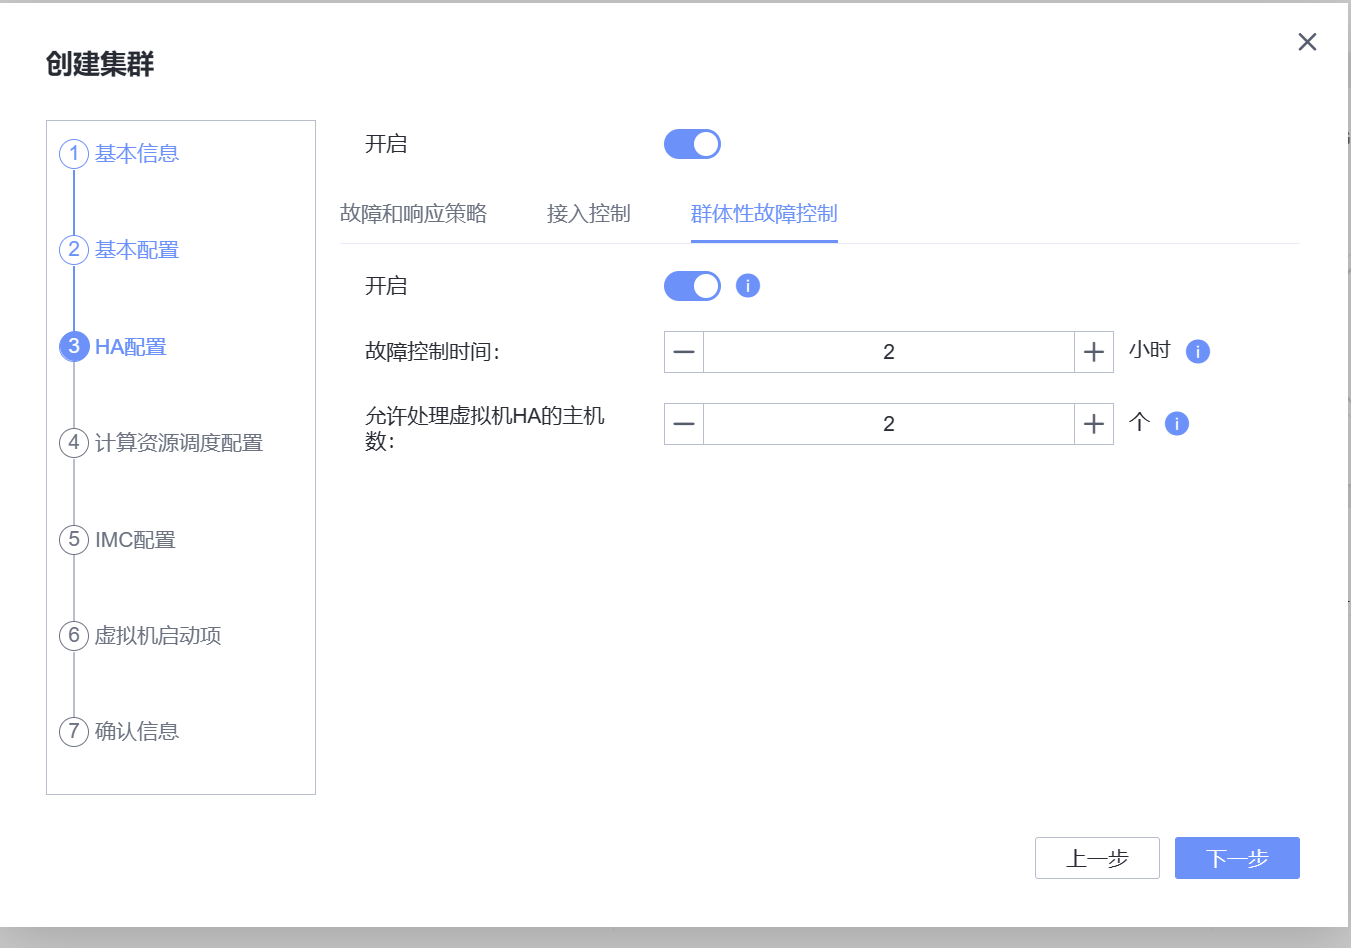 创建集群
1 基本信息
2 基本配置
3 HA配置
4 计算资源调度配置
5 IMC配置
6 虚拟机启动项
7 确认信息
开启
故障和响应策略 接入控制 群体性故障控制
开启
故障控制时间: 2 小时
允许处理虚拟机HA的主机
数: 2 个
上一步 下一步